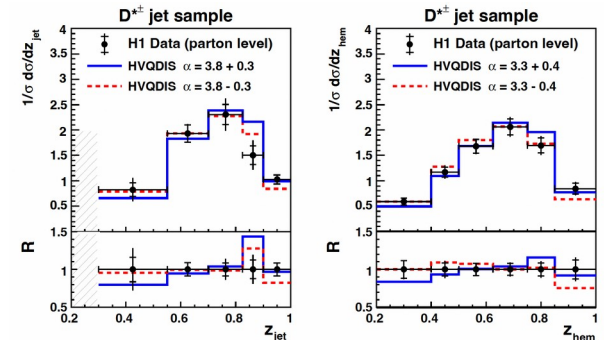 D*± jet sample
1/σ dσ/dz_jet
4
3.5
3
2.5
2
1.5
1
0.5
H1 Data (parton level)
HVQDIS α = 3.8 + 0.3
HVQDIS α = 3.8 - 0.3
R
1.5
1
0.5
0.2 0.4 0.6 0.8 1
z_jet
D*± jet sample
1/σ dσ/dz_hem
4
3.5
3
2.5
2
1.5
1
0.5
H1 Data (parton level)
HVQDIS α = 3.3 + 0.4
HVQDIS α = 3.3 - 0.4
R
1.5
1
0.5
0.2 0.4 0.6 0.8 1
z_hem